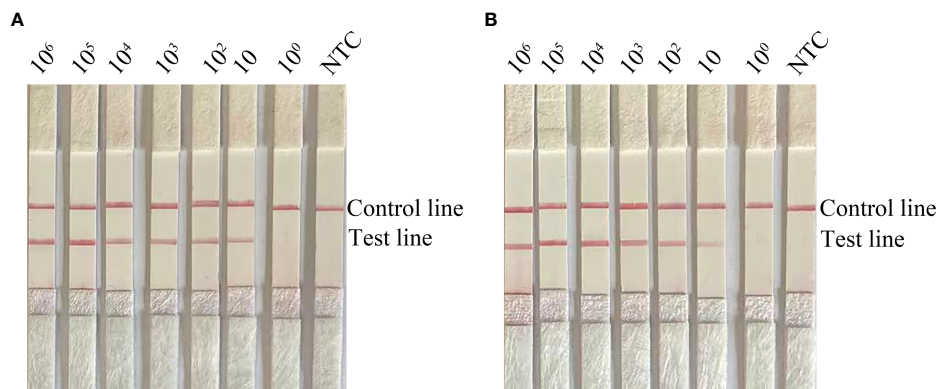 A
10⁶ 10⁵ 10⁴ 10³ 10² 10 10⁰ NTC
Control line
Test line
B
10⁶ 10⁵ 10⁴ 10³ 10² 10 10⁰ NTC
Control line
Test line